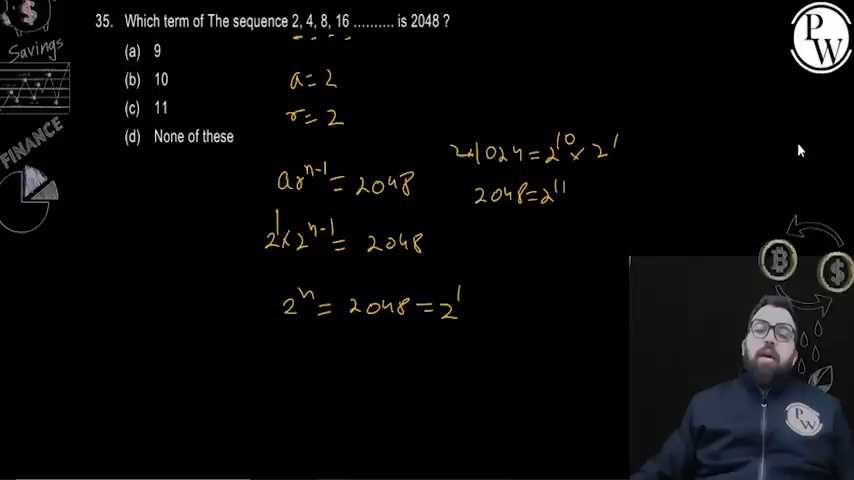 Savings
FINANCE
35. Which term of The sequence 2, 4, 8, 16 .......... is 2048 ?
(a) 9
(b) 10
(c) 11
(d) None of these
a = 2
r = 2
ar^{n-1} = 2048
2^1 × 2^{n-1} = 2048
2^n = 2048 = 2^1
2×1024 = 2^{10} × 2^1
2048 = 2^{11}
PW
PW